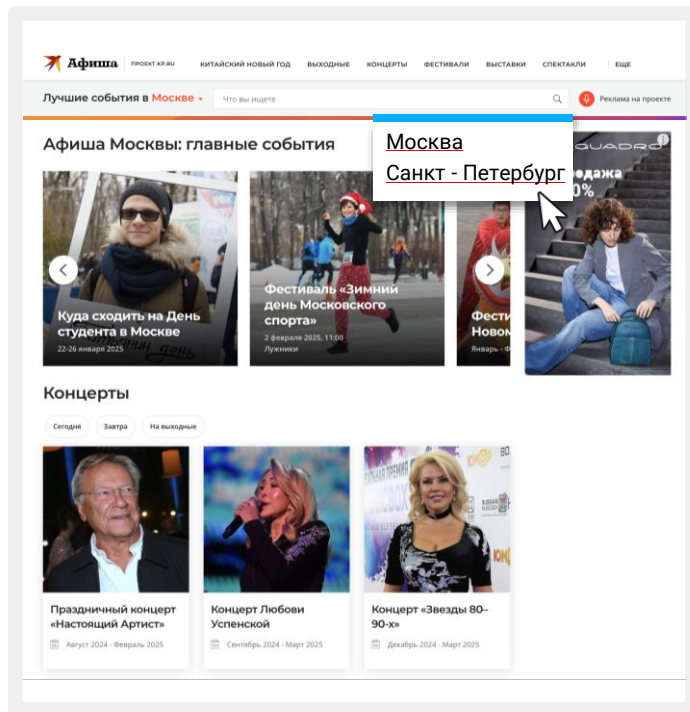 Афиша ПРОЕКТ KP.RU КИТАЙСКИЙ НОВЫЙ ГОД ВЫХОДНЫЕ КОНЦЕРТЫ ФЕСТИВАЛИ ВЫСТАВКИ СПЕКТАКЛИ ЕЩЕ
Лучшие события в Москве Что вы ищете Реклама на проекте
Афиша Москвы: главные события
Москва
Санкт - Петербург
QUADRO
0%
Куда сходить на День
студента в Москве
22-26 января 2025
Фестиваль «Зимний
день Московского
спорта»
2 февраля 2025, 11:00
Лужники
Концерты
Сегодня Завтра На выходные
Праздничный концерт
«Настоящий Артист»
Август 2024 - Февраль 2025
Концерт Любови
Успенской
Сентябрь 2024 - Март 2025
Концерт «Звезды 80–
90-х»
Декабрь 2024 - Март 2025